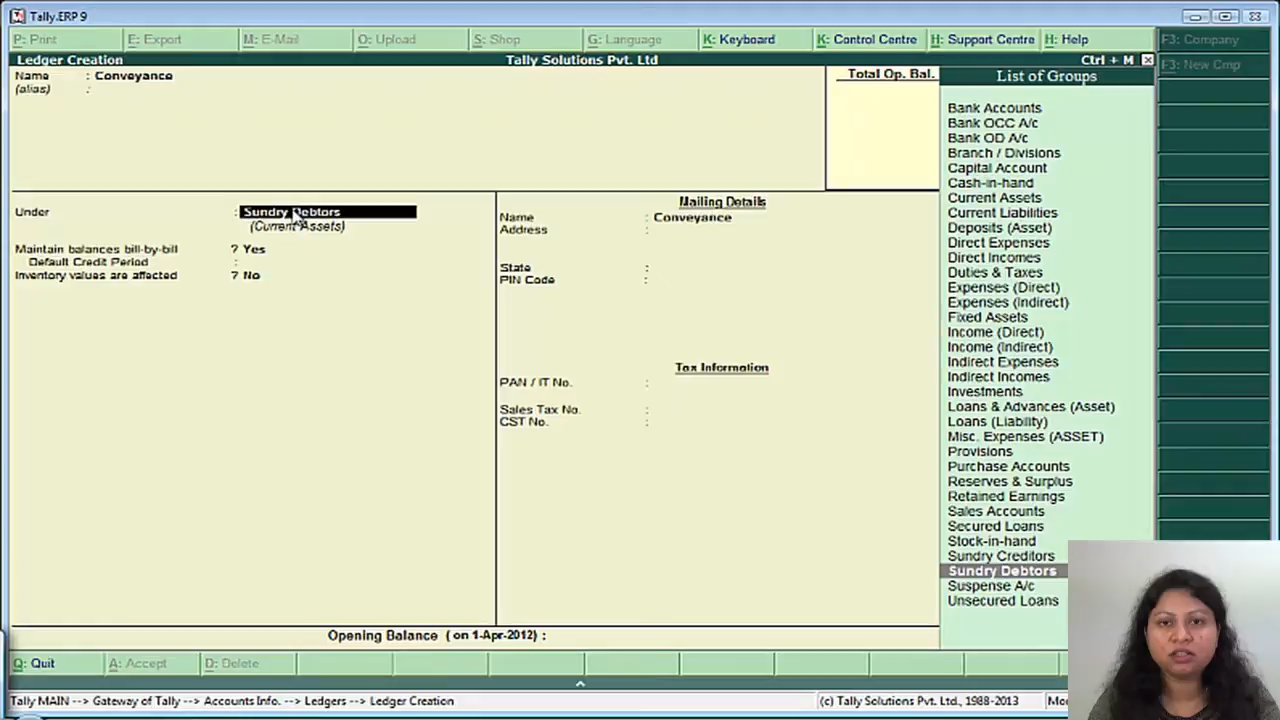 Tally.ERP 9
P: Print E: Export M: E-Mail O: Upload S: Shop G: Language K: Keyboard K: Control Centre H: Support Centre H: Help F3: Company
Ledger Creation Tally Solutions Pvt. Ltd Ctrl + M
F3: New Cmp
Name : Conveyance
(alias) :
Total Op. Bal.
Under : Sundry Debtors
(Current Assets)
Maintain balances bill-by-bill ? Yes
Default Credit Period :
Inventory values are affected ? No
Mailing Details
Name : Conveyance
Address :
State :
PIN Code :
Tax Information
PAN / IT No. :
Sales Tax No. :
CST No. :
Opening Balance ( on 1-Apr-2012) :
List of Groups
Bank Accounts
Bank OCC A/c
Bank OD A/c
Branch / Divisions
Capital Account
Cash-in-hand
Current Assets
Current Liabilities
Deposits (Asset)
Direct Expenses
Direct Incomes
Duties & Taxes
Expenses (Direct)
Expenses (Indirect)
Fixed Assets
Income (Direct)
Income (Indirect)
Indirect Expenses
Indirect Incomes
Investments
Loans & Advances (Asset)
Loans (Liability)
Misc. Expenses (ASSET)
Provisions
Purchase Accounts
Reserves & Surplus
Retained Earnings
Sales Accounts
Secured Loans
Stock-in-hand
Sundry Creditors
Sundry Debtors
Suspense A/c
Unsecured Loans
Q: Quit A: Accept D: Delete
Tally MAIN --> Gateway of Tally --> Accounts Info. --> Ledgers --> Ledger Creation (c) Tally Solutions Pvt. Ltd., 1988-2013